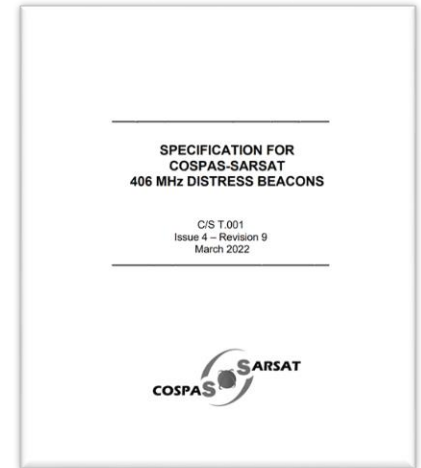 SPECIFICATION FOR
COSPAS-SARSAT
406 MHz DISTRESS BEACONS
C/S T.001
Issue 4 – Revision 9
March 2022
COSPAS SARSAT